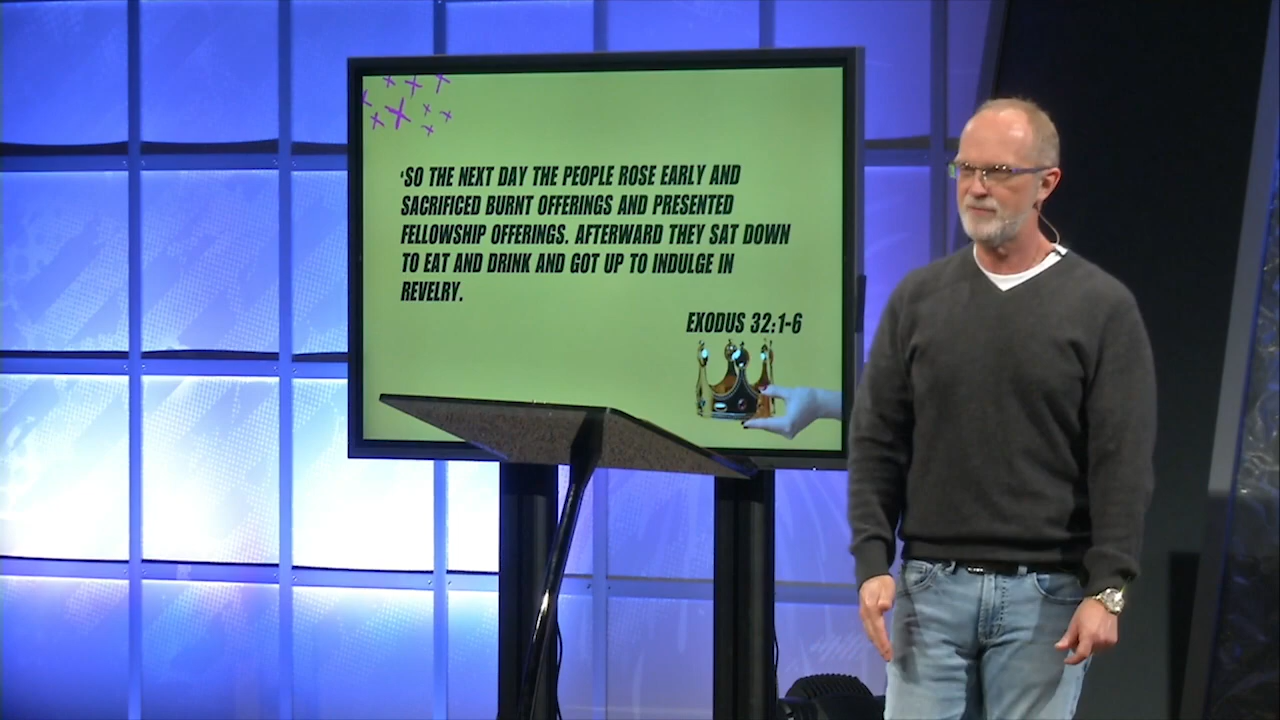 ‘SO THE NEXT DAY THE PEOPLE ROSE EARLY AND
SACRIFICED BURNT OFFERINGS AND PRESENTED
FELLOWSHIP OFFERINGS. AFTERWARD THEY SAT DOWN
TO EAT AND DRINK AND GOT UP TO INDULGE IN
REVELRY.
EXODUS 32:1-6